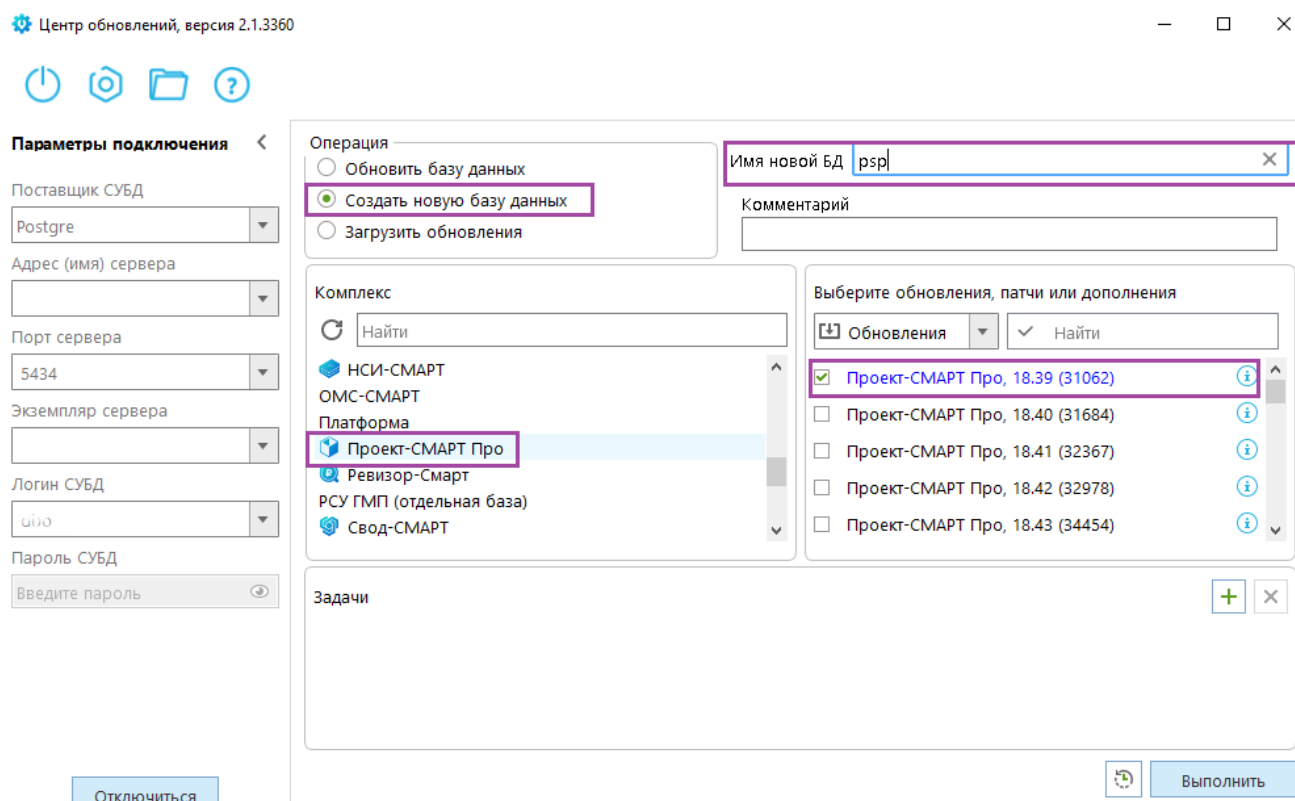 Центр обновлений, версия 2.1.3360
Параметры подключения
Поставщик СУБД
Postgre
Адрес (имя) сервера
Порт сервера
5434
Экземпляр сервера
Логин СУБД
dbo
Пароль СУБД
Введите пароль
Отключиться
Операция
Обновить базу данных
Создать новую базу данных
Загрузить обновления
Имя новой БД psp
Комментарий
Комплекс
Найти
НСИ-СМАРТ
ОМС-СМАРТ
Платформа
Проект-СМАРТ Про
Ревизор-Смарт
РСУ ГМП (отдельная база)
Свод-СМАРТ
Выберите обновления, патчи или дополнения
Обновления Найти
Проект-СМАРТ Про, 18.39 (31062)
Проект-СМАРТ Про, 18.40 (31684)
Проект-СМАРТ Про, 18.41 (32367)
Проект-СМАРТ Про, 18.42 (32978)
Проект-СМАРТ Про, 18.43 (34454)
Задачи
Выполнить